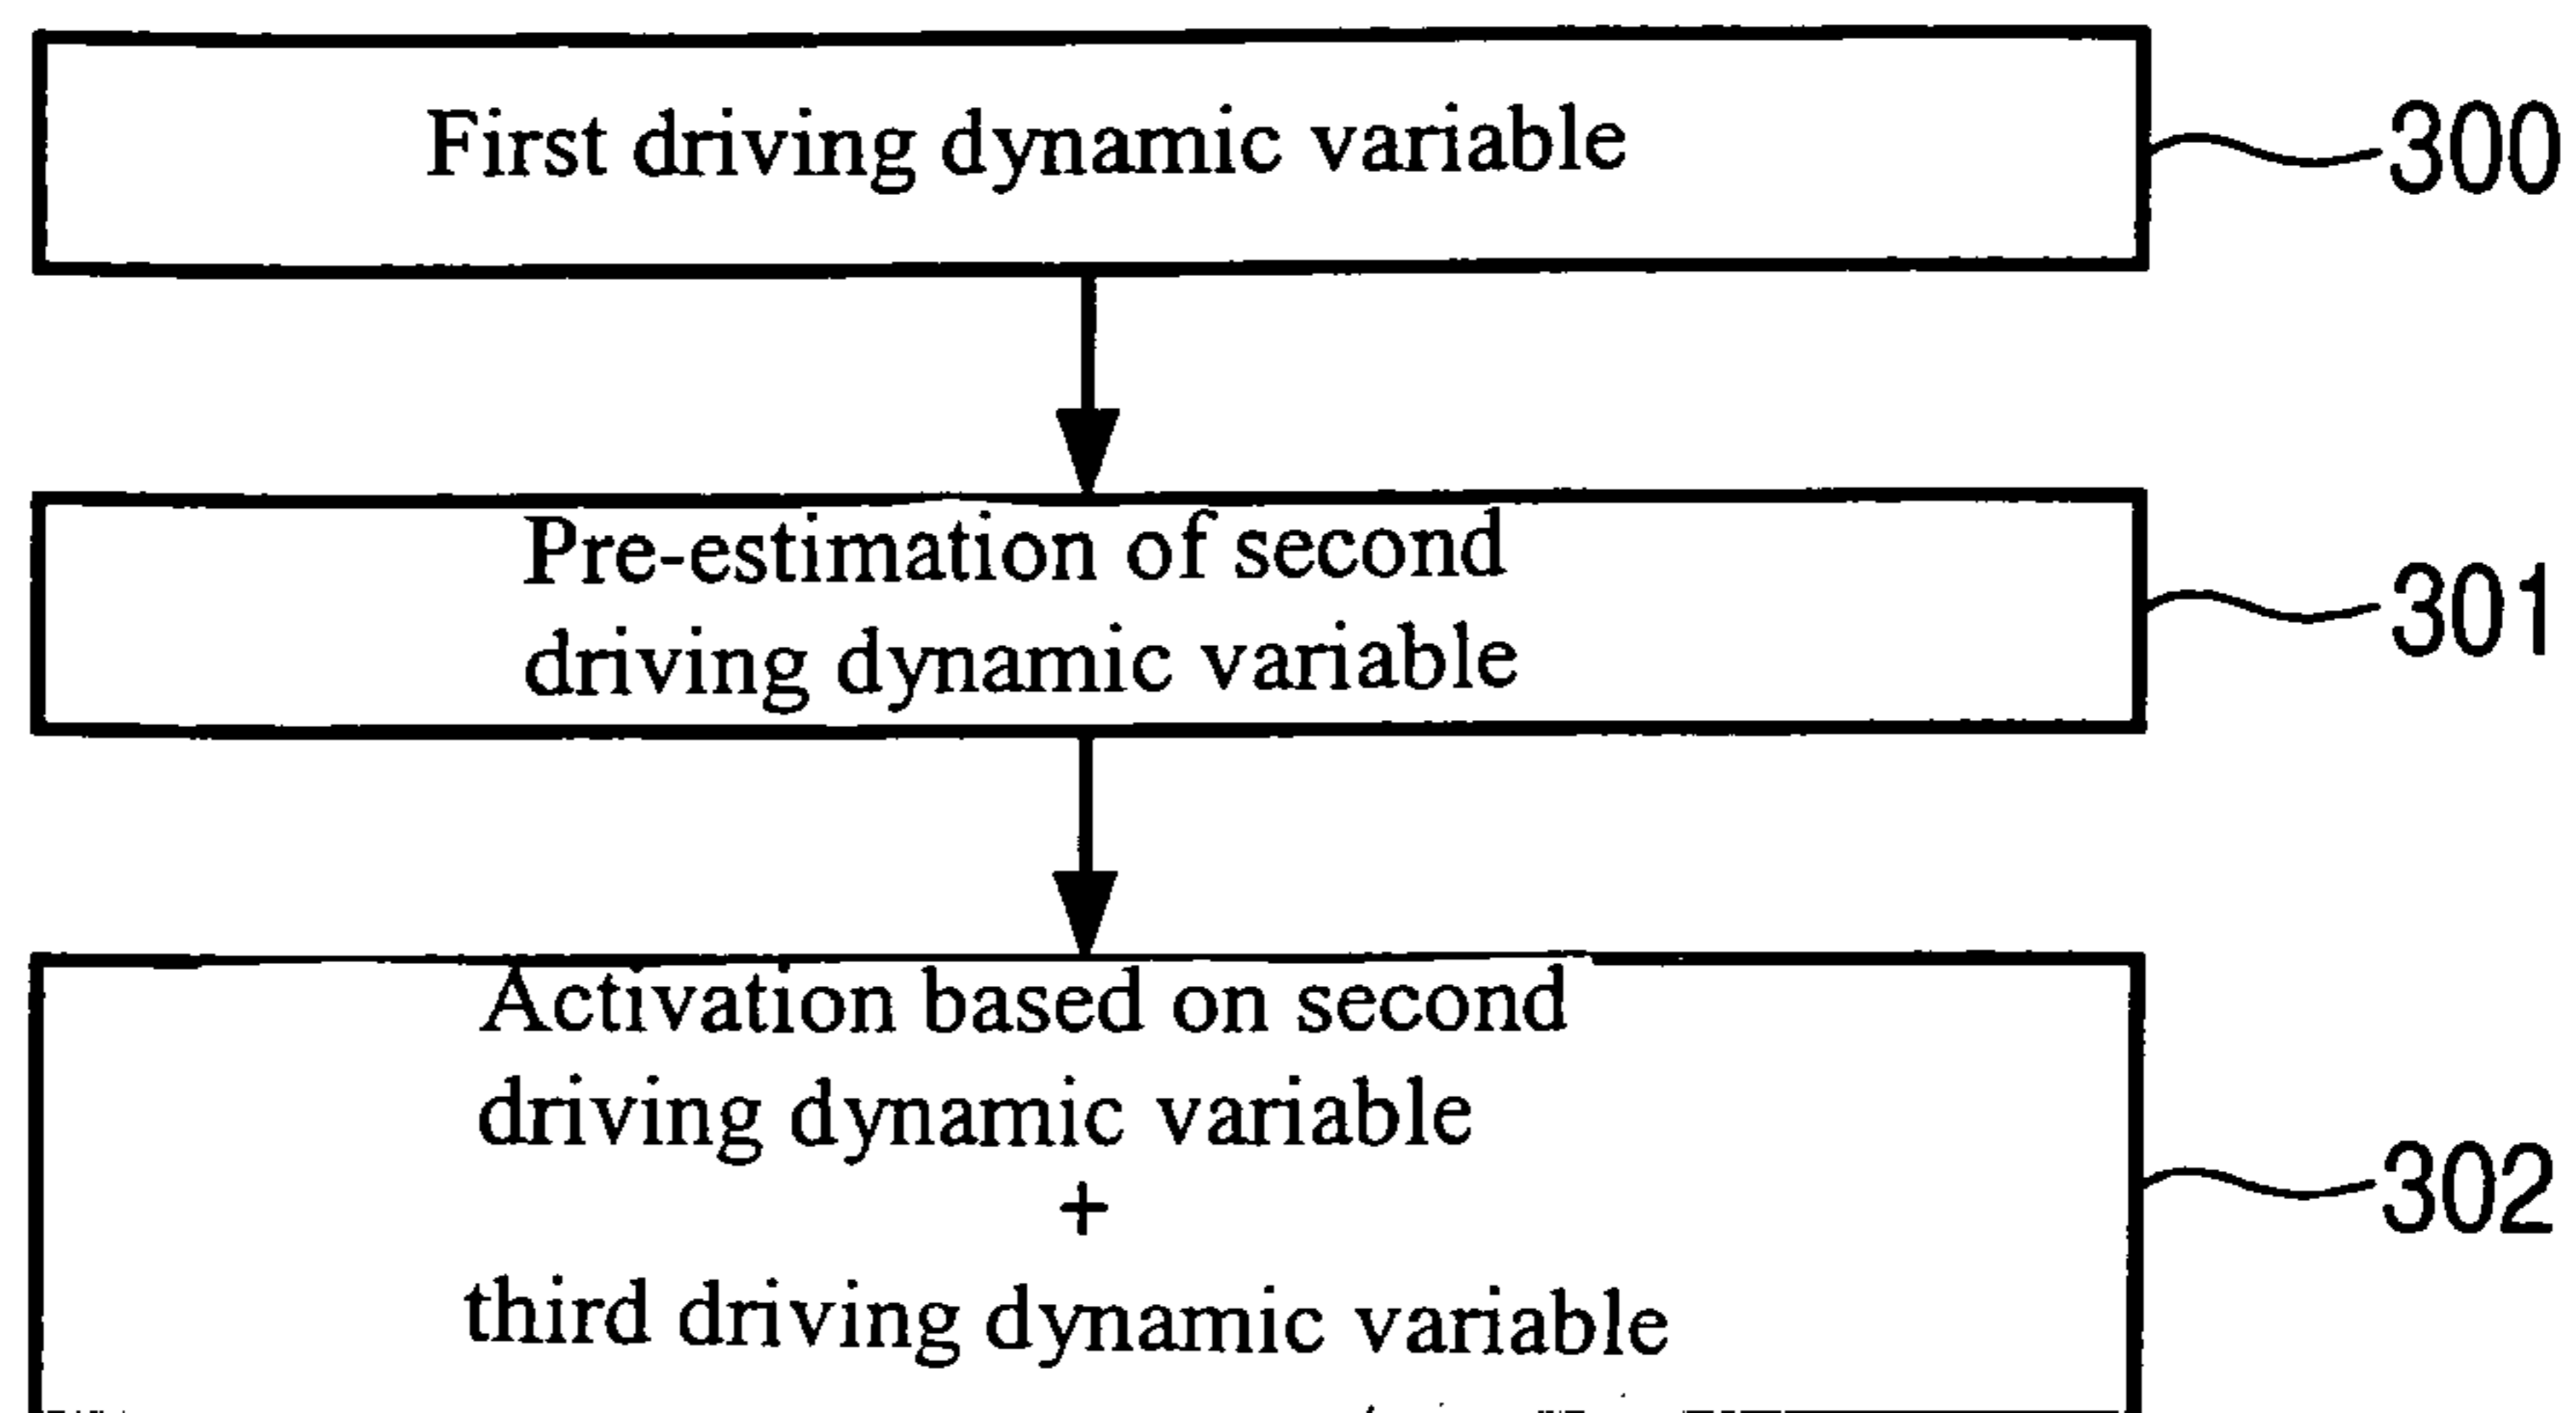 First driving dynamic variable
300
Pre-estimation of second
driving dynamic variable
301
Activation based on second
driving dynamic variable
+
third driving dynamic variable
302